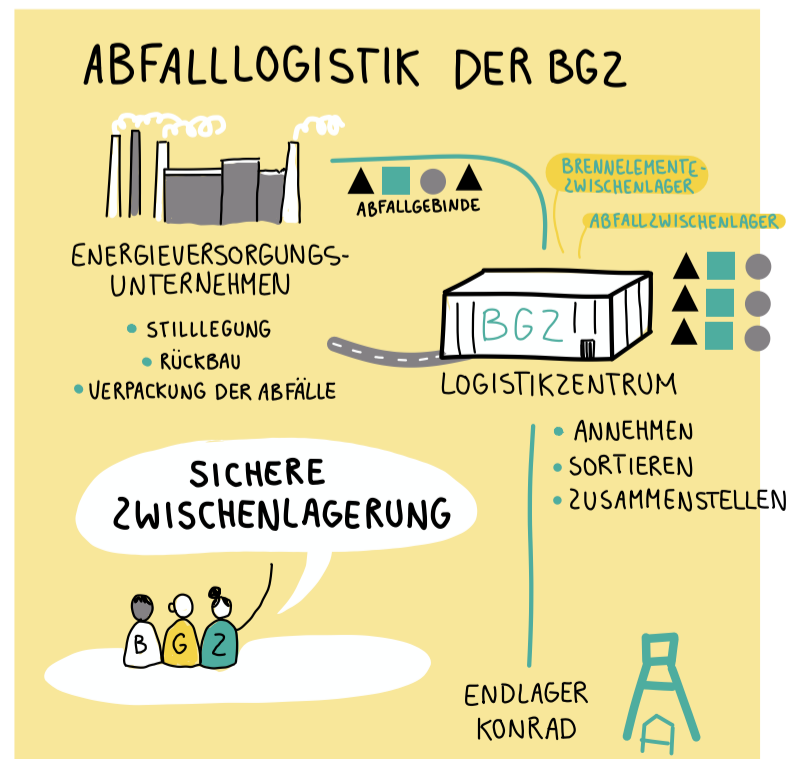 ABFALLLOGISTIK DER BGZ
ABFALLGEBINDE
BRENNELEMENTE-
ZWISCHENLAGER
ABFALLZWISCHENLAGER
ENERGIEVERSORGUNGS-
UNTERNEHMEN
• STILLLEGUNG
• RÜCKBAU
• VERPACKUNG DER ABFÄLLE
BGZ
LOGISTIKZENTRUM
• ANNEHMEN
• SORTIEREN
• ZUSAMMENSTELLEN
SICHERE
ZWISCHENLAGERUNG
B G Z
ENDLAGER
KONRAD